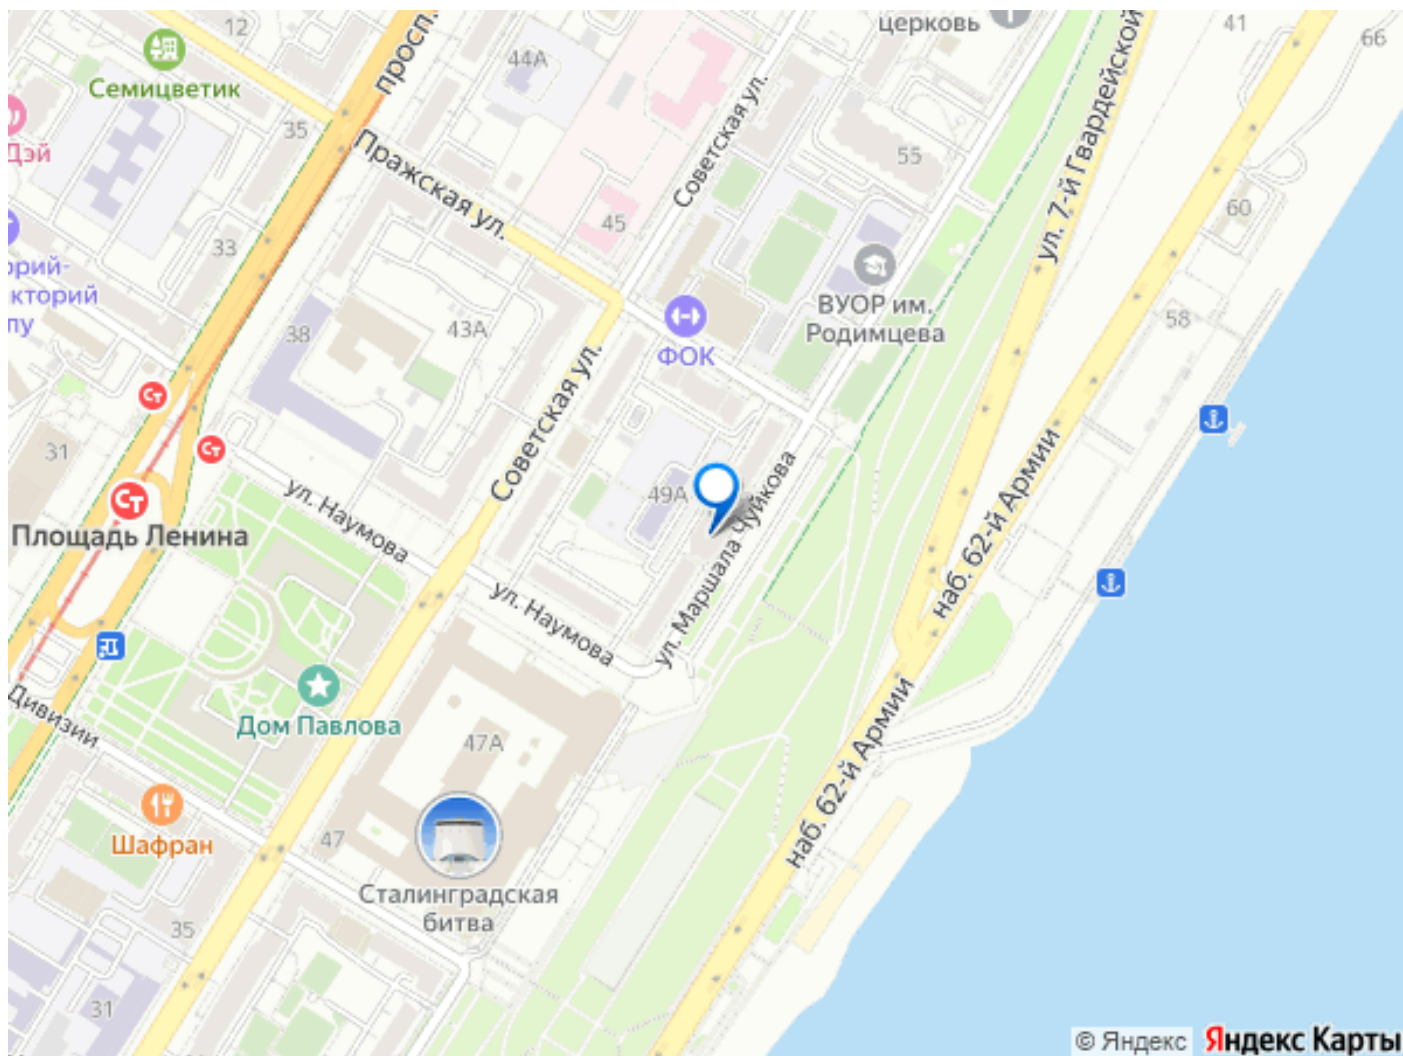 церковь
41
66
12
просп.
44А
Семицветик
35
Дэй
Советская ул.
ул. 7-й Гвардейской
Пражская ул.
55
60
45
33
орий-
кторий
лу
ВУОР им.
Родимцева
58
38
43А
ФОК
Советская ул.
31
49А
ул. Маршала Чуйкова
наб. 62-й Армии
Площадь Ленина
ул. Наумова
ул. Наумова
Дивизии
Дом Павлова
47А
наб. 62-й Армии
Шафран
47
Сталинградская
битва
35
31
© Яндекс Яндекс Карты